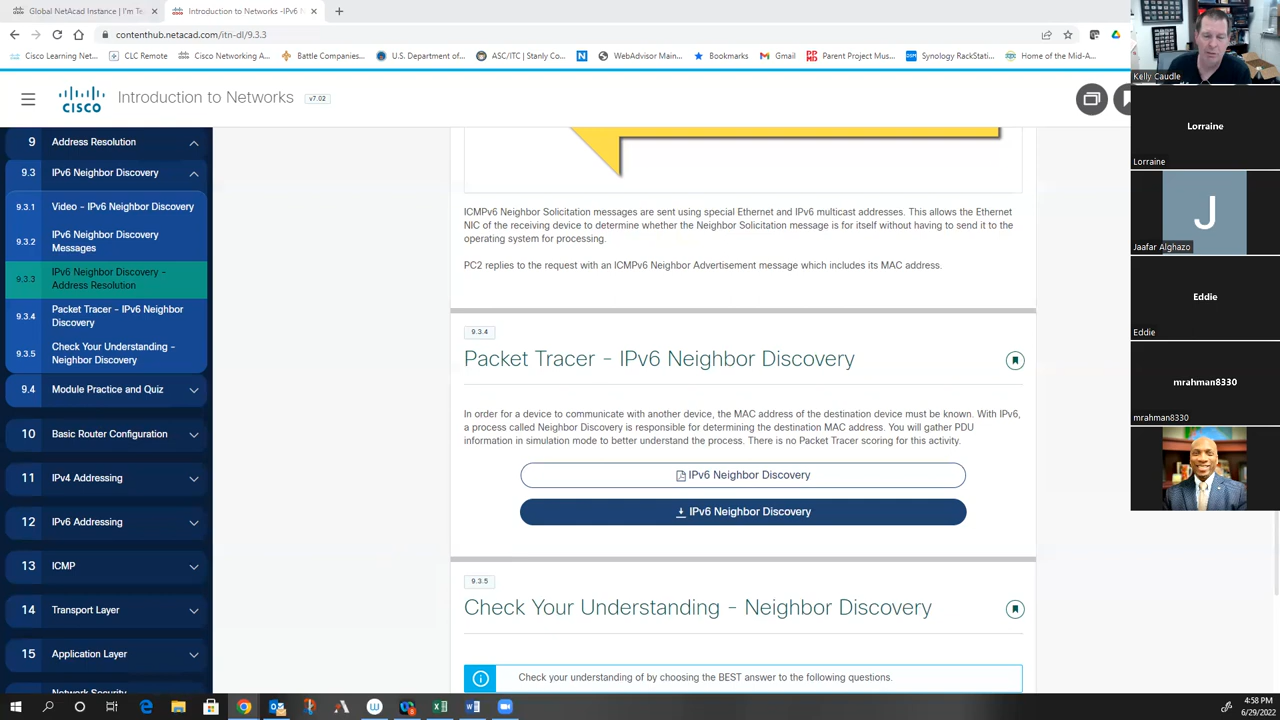 Global NetAcad Instance | I'm Te
Introduction to Networks -IPv6 N
contenthub.netacad.com/itn-dl/9.3.3
Cisco Learning Net...
CLC Remote
Cisco Networking A...
Battle Companies...
U.S. Department of...
ASC/ITC | Stanly Co...
WebAdvisor Main...
Bookmarks
Gmail
Parent Project Mus...
Synology RackStati...
Home of the Mid-A...
CISCO
Introduction to Networks
v7.02
9 Address Resolution
9.3 IPv6 Neighbor Discovery
9.3.1 Video - IPv6 Neighbor Discovery
9.3.2 IPv6 Neighbor Discovery
Messages
9.3.3 IPv6 Neighbor Discovery -
Address Resolution
9.3.4 Packet Tracer - IPv6 Neighbor
Discovery
9.3.5 Check Your Understanding -
Neighbor Discovery
9.4 Module Practice and Quiz
10 Basic Router Configuration
11 IPv4 Addressing
12 IPv6 Addressing
13 ICMP
14 Transport Layer
15 Application Layer
Network Security
ICMPv6 Neighbor Solicitation messages are sent using special Ethernet and IPv6 multicast addresses. This allows the Ethernet
NIC of the receiving device to determine whether the Neighbor Solicitation message is for itself without having to send it to the
operating system for processing.
PC2 replies to the request with an ICMPv6 Neighbor Advertisement message which includes its MAC address.
9.3.4
Packet Tracer - IPv6 Neighbor Discovery
In order for a device to communicate with another device, the MAC address of the destination device must be known. With IPv6,
a process called Neighbor Discovery is responsible for determining the destination MAC address. You will gather PDU
information in simulation mode to better understand the process. There is no Packet Tracer scoring for this activity.
IPv6 Neighbor Discovery
IPv6 Neighbor Discovery
9.3.5
Check Your Understanding - Neighbor Discovery
Check your understanding of by choosing the BEST answer to the following questions.
Kelly Caudle
Lorraine
Lorraine
J
Jaafar Alghazo
Eddie
Eddie
mrahman8330
mrahman8330
4:58 PM
6/29/2022